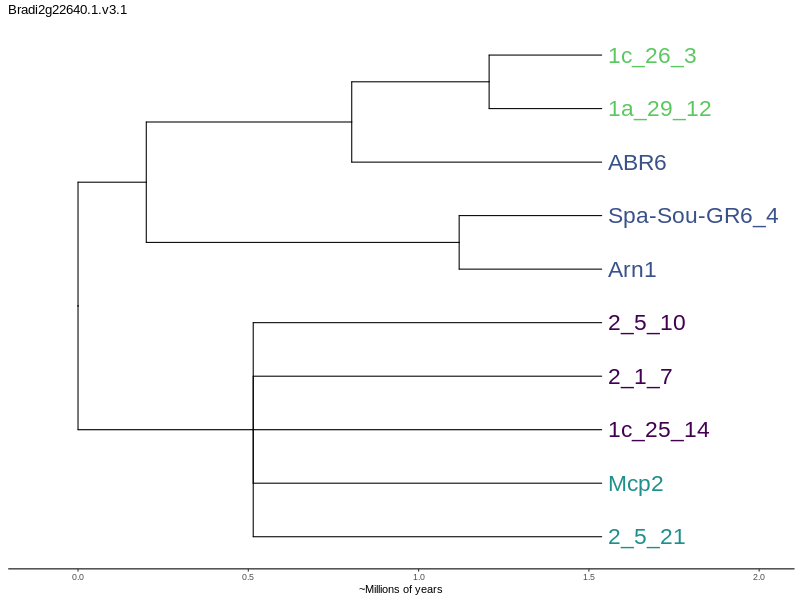 Bradi2g22640.1.v3.1
1c_26_3
1a_29_12
ABR6
Spa-Sou-GR6_4
Arn1
2_5_10
2_1_7
1c_25_14
Mcp2
2_5_21
0.0 0.5 1.0 1.5 2.0
~Millions of years